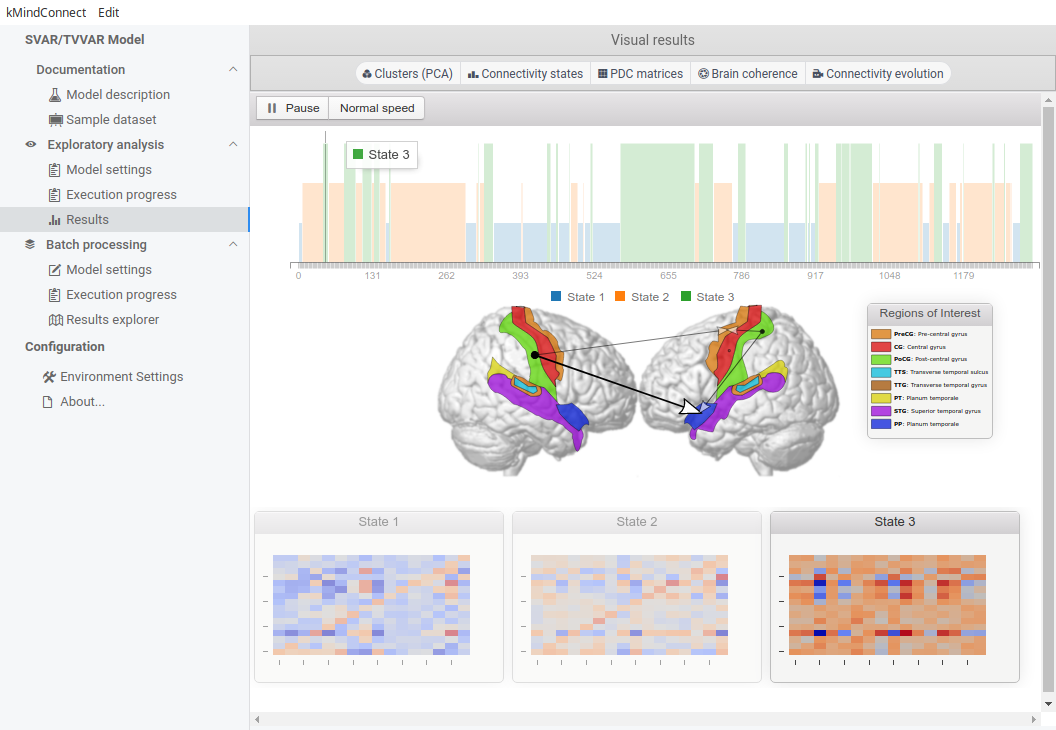 kMindConnect Edit
SVAR/TVVAR Model
Documentation
Model description
Sample dataset
Exploratory analysis
Model settings
Execution progress
Results
Batch processing
Model settings
Execution progress
Results explorer
Configuration
Environment Settings
About...
Visual results
Clusters (PCA) Connectivity states PDC matrices Brain coherence Connectivity evolution
Pause Normal speed
State 3
0 131 262 393 524 655 786 917 1048 1179
State 1 State 2 State 3
Regions of Interest
PreCG: Pre-central gyrus
CG: Central gyrus
PoCG: Post-central gyrus
TTS: Transverse temporal sulcus
TTG: Transverse temporal gyrus
PT: Planum temporale
STG: Superior temporal gyrus
PP: Planum temporale
State 1 State 2 State 3